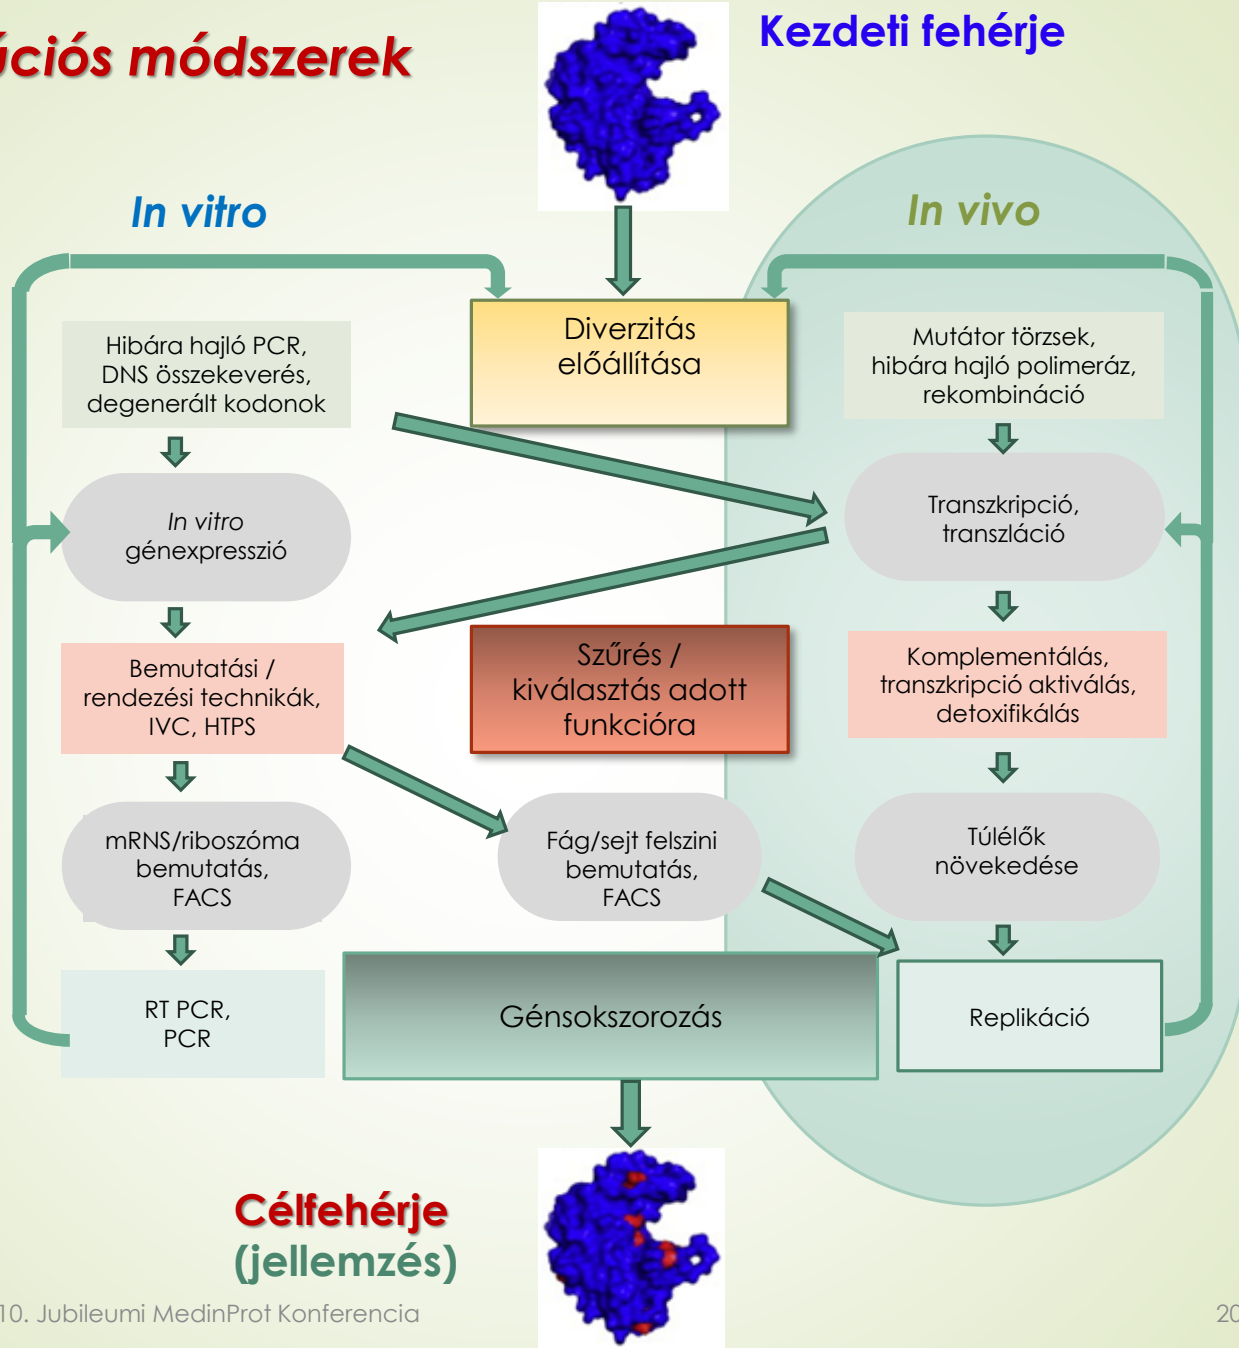 ciós módszerek
Kezdeti fehérje
In vitro
In vivo
Diverzitás
előállítása
Hibára hajló PCR,
DNS összekeverés,
degenerált kodonok
Mutátor törzsek,
hibára hajló polimeráz,
rekombináció
In vitro
génexpresszió
Transzkripció,
transzláció
Bemutatási /
rendezési technikák,
IVC, HTPS
Szűrés /
kiválasztás adott
funkcióra
Komplementálás,
transzkripció aktiválás,
detoxifikálás
mRNS/riboszóma
bemutatás,
FACS
Fág/sejt felszini
bemutatás,
FACS
Túlélők
növekedése
RT PCR,
PCR
Génsokszorozás
Replikáció
Célfehérje
(jellemzés)
10. Jubileumi MedinProt Konferencia
20